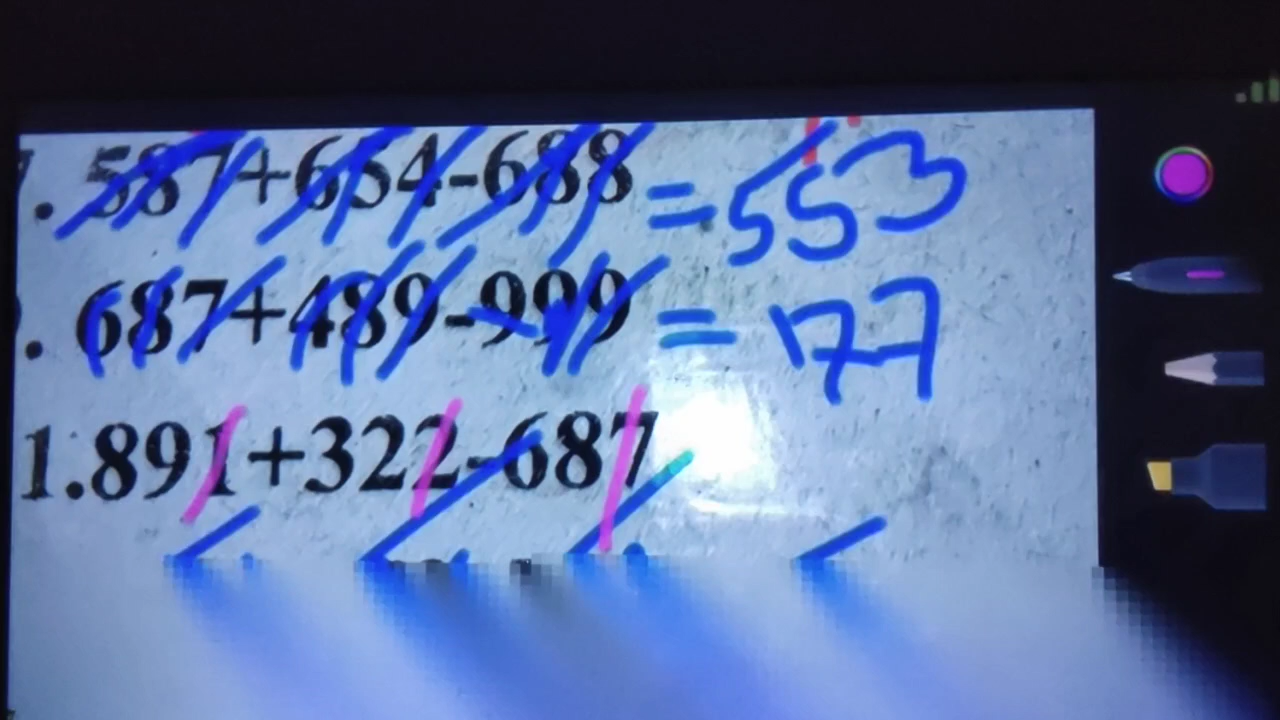 . 587+654-688 = 553
. 687+489-999 = 177
1.891+322-687